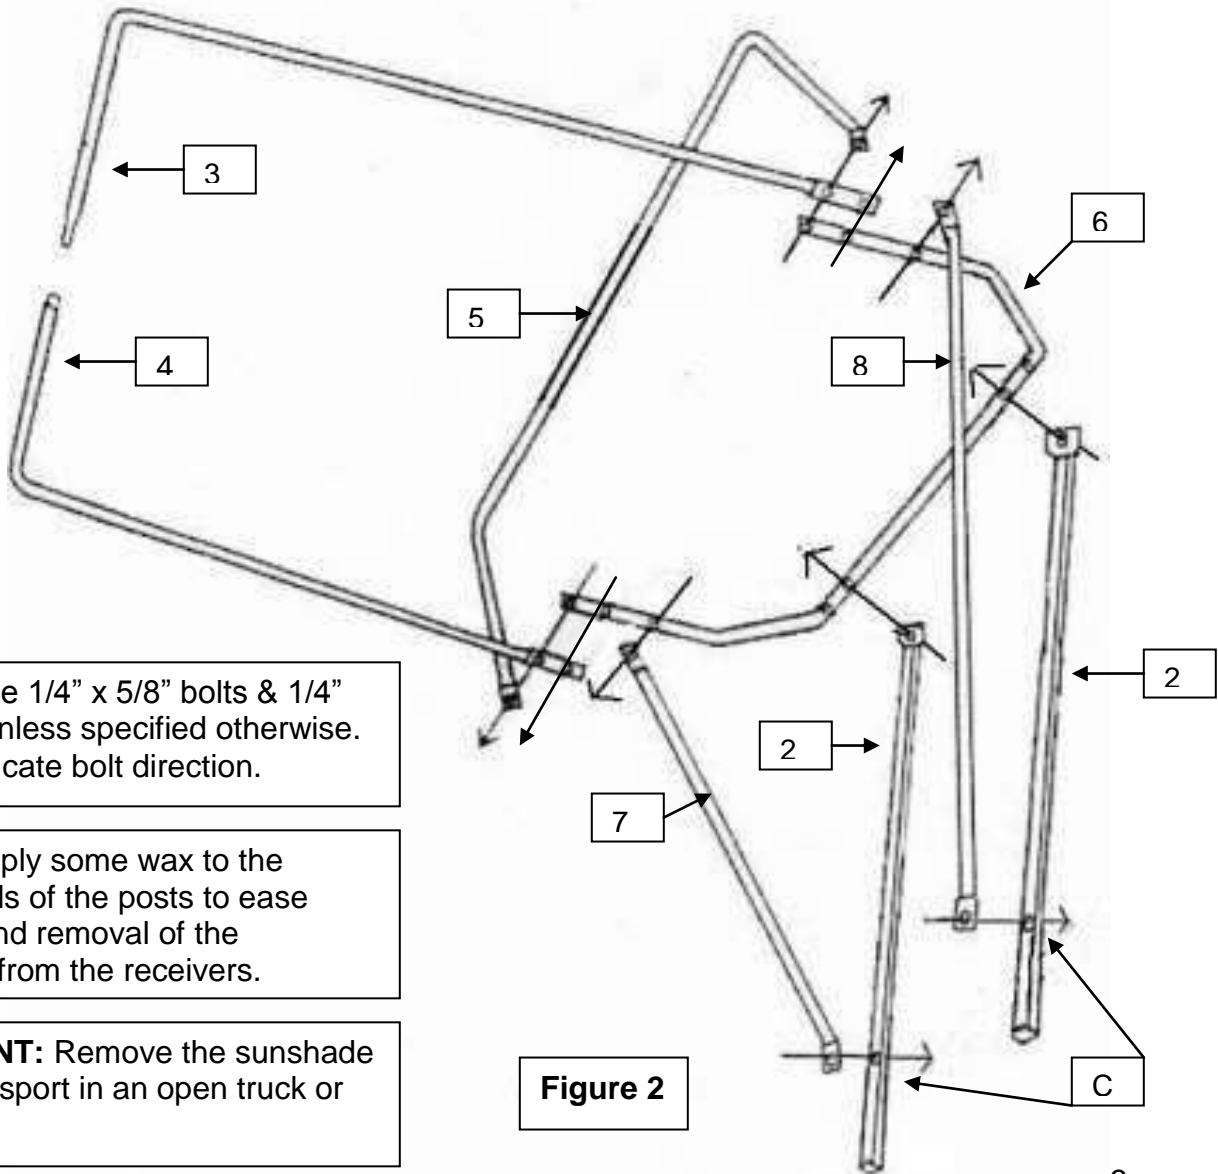 3
6
5
4
8
e 1/4” x 5/8” bolts & 1/4”
nless specified otherwise.
cate bolt direction.
2
2
7
ply some wax to the
ls of the posts to ease
nd removal of the
from the receivers.
NT: Remove the sunshade
sport in an open truck or
Figure 2
C